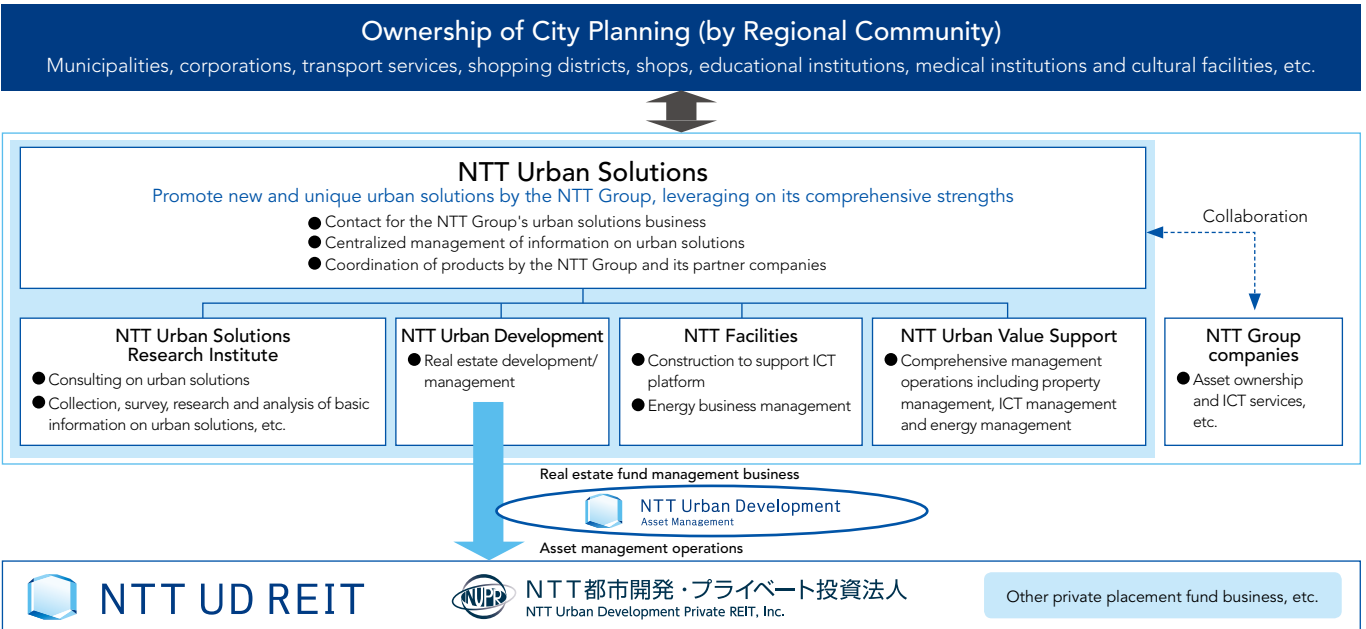 Ownership of City Planning (by Regional Community)
Municipalities, corporations, transport services, shopping districts, shops, educational institutions, medical institutions and cultural facilities, etc.
NTT Urban Solutions
Promote new and unique urban solutions by the NTT Group, leveraging on its comprehensive strengths
● Contact for the NTT Group's urban solutions business
● Centralized management of information on urban solutions
● Coordination of products by the NTT Group and its partner companies
Collaboration
NTT Urban Solutions
Research Institute
● Consulting on urban solutions
● Collection, survey, research and analysis of basic
information on urban solutions, etc.
NTT Urban Development
● Real estate development/
management
NTT Facilities
● Construction to support ICT
platform
● Energy business management
NTT Urban Value Support
● Comprehensive management
operations including property
management, ICT management
and energy management
NTT Group
companies
● Asset ownership
and ICT services,
etc.
Real estate fund management business
NTT Urban Development
Asset Management
Asset management operations
NTT UD REIT
NUPR
NTT都市開発・プライベート投資法人
NTT Urban Development Private REIT, Inc.
Other private placement fund business, etc.